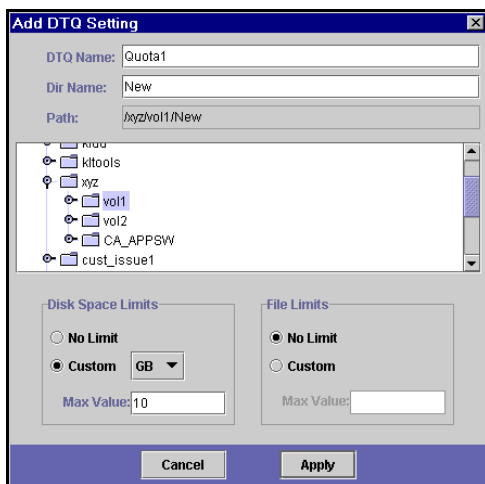 Add DTQ Setting
DTQ Name: Quota1
Dir Name: New
Path: /xyz/vol1/New
kltools
xyz
vol1
vol2
CA_APPSW
cust_issue1
Disk Space Limits
No Limit
Custom GB
Max Value: 10
File Limits
No Limit
Custom
Max Value:
Cancel Apply